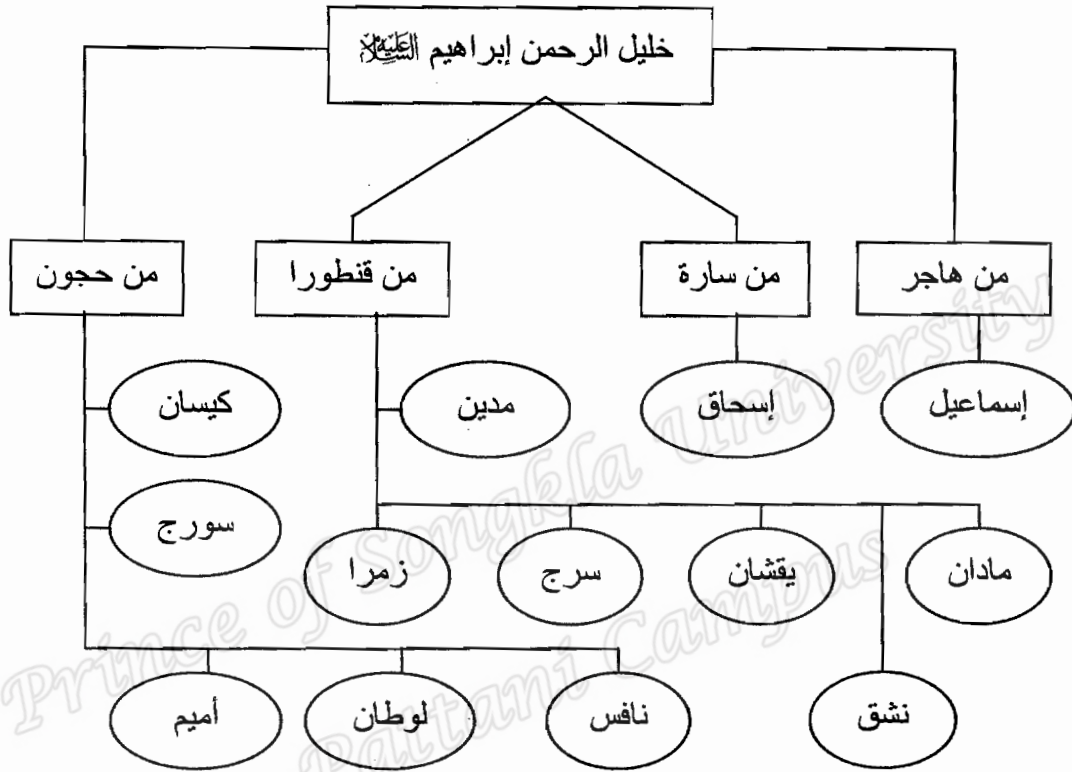 خليل الرحمن إبراهيم عليه السلام
من هاجر
من سارة
من قنطورا
من حجون
إسماعيل
إسحاق
مدين
كيسان
سورج
مادان
يقشان
سرج
زمرا
نشق
نافس
لوطان
أميم
Prince of Songkla University
Pattani Campus